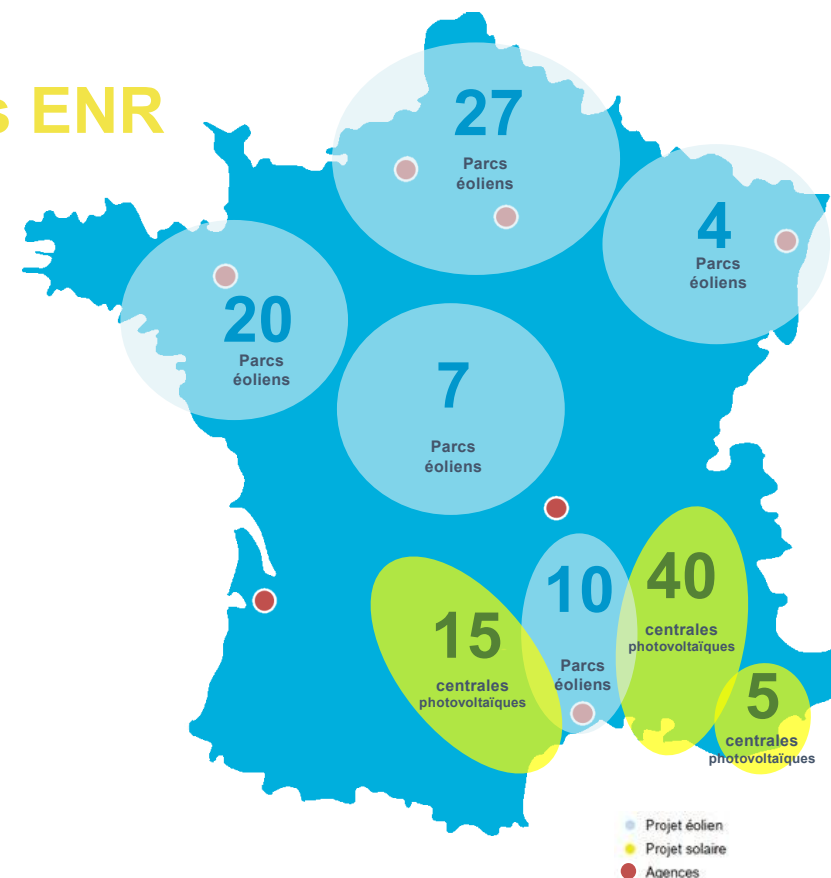 s ENR
27
Parcs
éoliens
4
Parcs
éoliens
20
Parcs
éoliens
7
Parcs
éoliens
10
Parcs
éoliens
40
centrales
photovoltaïques
15
centrales
photovoltaïques
5
centrales
photovoltaïques
Projet éolien
Projet solaire
Agences